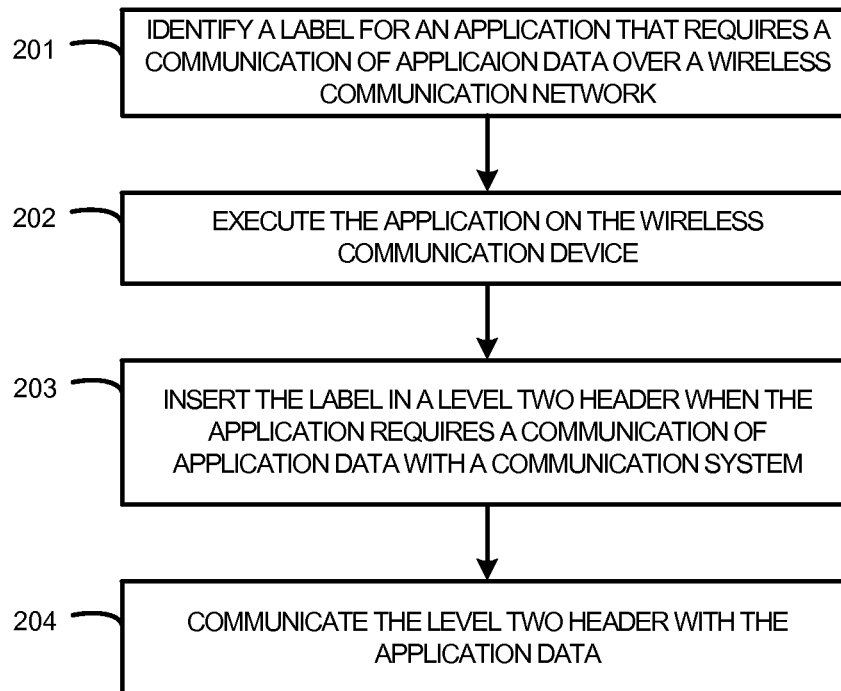 201
IDENTIFY A LABEL FOR AN APPLICATION THAT REQUIRES A
COMMUNICATION OF APPLICAION DATA OVER A WIRELESS
COMMUNICATION NETWORK
202
EXECUTE THE APPLICATION ON THE WIRELESS
COMMUNICATION DEVICE
203
INSERT THE LABEL IN A LEVEL TWO HEADER WHEN THE
APPLICATION REQUIRES A COMMUNICATION OF
APPLICATION DATA WITH A COMMUNICATION SYSTEM
204
COMMUNICATE THE LEVEL TWO HEADER WITH THE
APPLICATION DATA